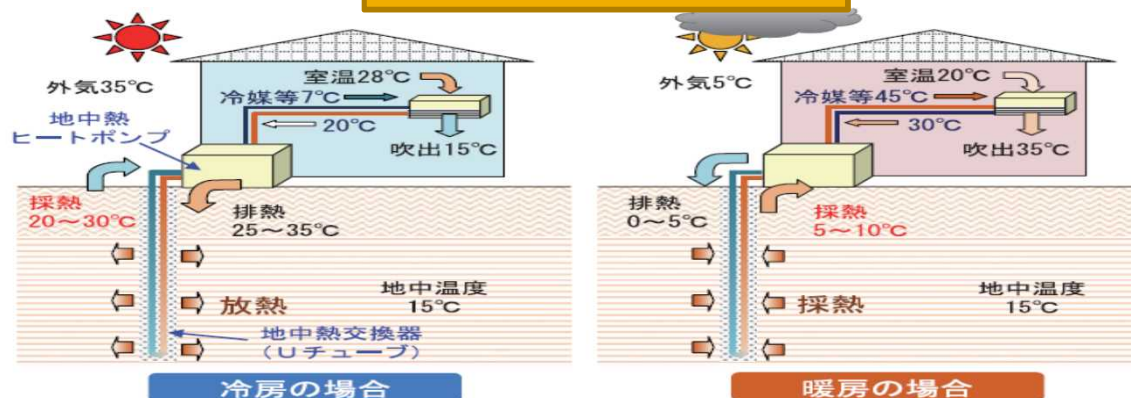 外気35℃
室温28℃
冷媒等7℃
20℃
吹出15℃
地中熱
ヒートポンプ
採熱
20～30℃
排熱
25～35℃
放熱
地中温度
15℃
地中熱交換器
（Uチューブ）
冷房の場合
外気5℃
室温20℃
冷媒等45℃
30℃
吹出35℃
排熱
0～5℃
採熱
5～10℃
採熱
地中温度
15℃
暖房の場合